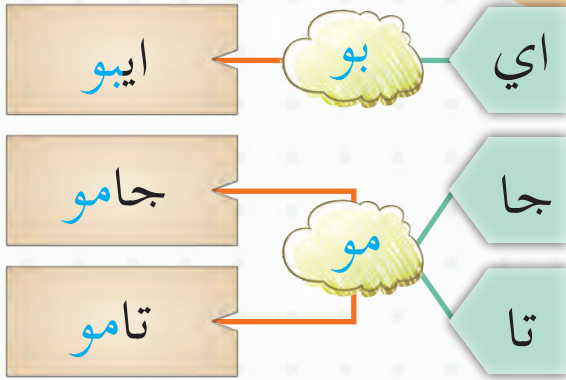 اي بو ايبو
جا مو جامو
تا تامو